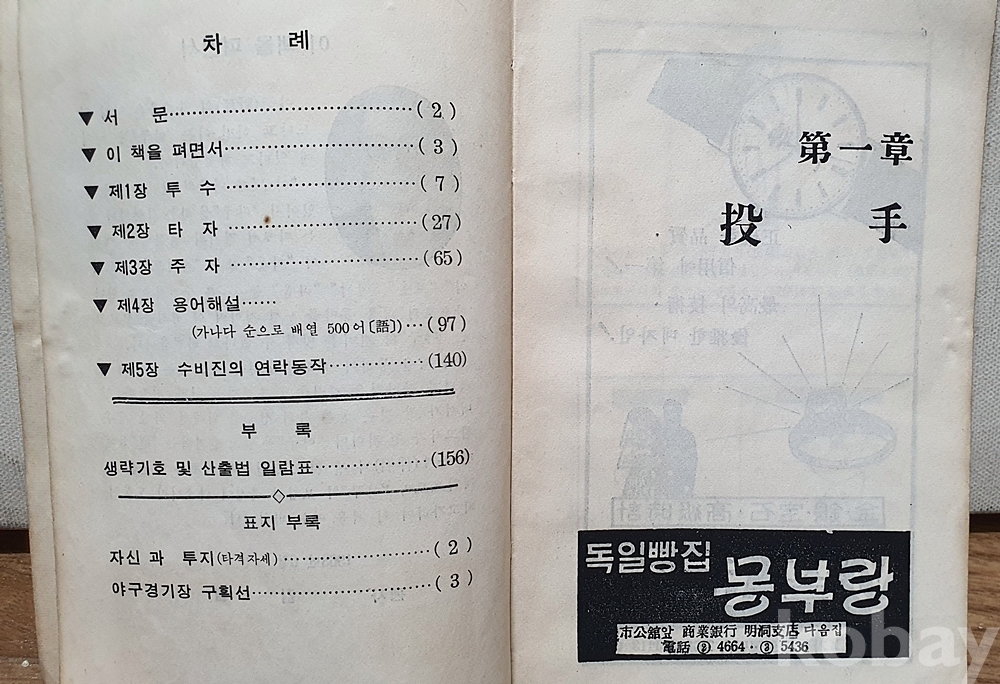 차 례
▼ 서 문……………………………( 2 )
▼ 이 책을 펴면서……………………( 3 )
▼ 제1장 투 수 ……………………( 7 )
▼ 제2장 타 자 ……………………(27)
▼ 제3장 주 자 ……………………(65)
▼ 제4장 용어해설……
(가나다 순으로 배열 500어〔語〕)…(97)
▼ 제5장 수비진의 연락동작……………(140)
부 록
생략기호 및 산출법 일람표……………(156)
표지 부록
자신 과 투지(타격자세)…………………( 2 )
야구경기장 구획선………………………( 3 )
第一章
投 手
독일빵집
몽부랑
市公舘앞 商業銀行 明洞支店 다음집
電話 ② 4664 · ③ 5436
kobay